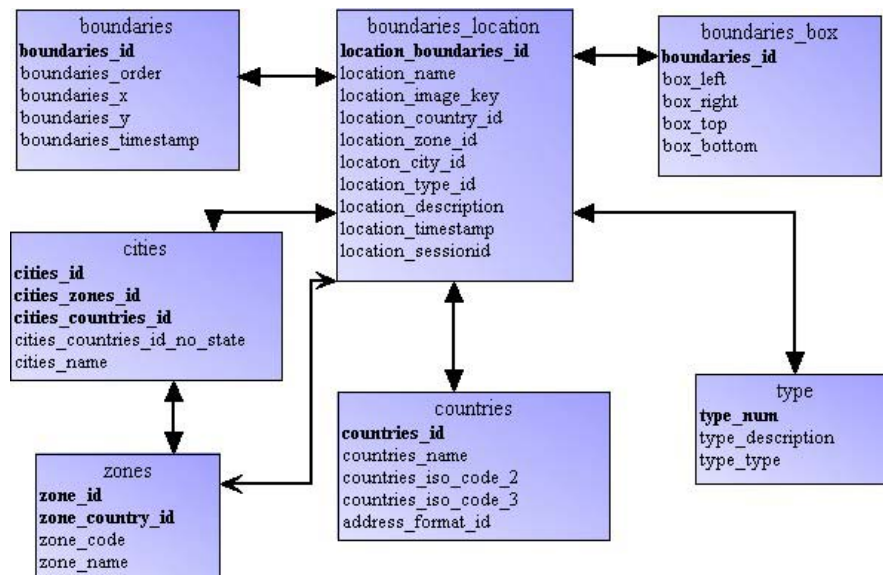 boundaries
boundaries_id
boundaries_order
boundaries_x
boundaries_y
boundaries_timestamp
boundaries_location
location_boundaries_id
location_name
location_image_key
location_country_id
location_zone_id
locaton_city_id
location_type_id
location_description
location_timestamp
location_sessionid
boundaries_box
boundaries_id
box_left
box_right
box_top
box_bottom
cities
cities_id
cities_zones_id
cities_countries_id
cities_countries_id_no_state
cities_name
zones
zone_id
zone_country_id
zone_code
zone_name
countries
countries_id
countries_name
countries_iso_code_2
countries_iso_code_3
address_format_id
type
type_num
type_description
type_type